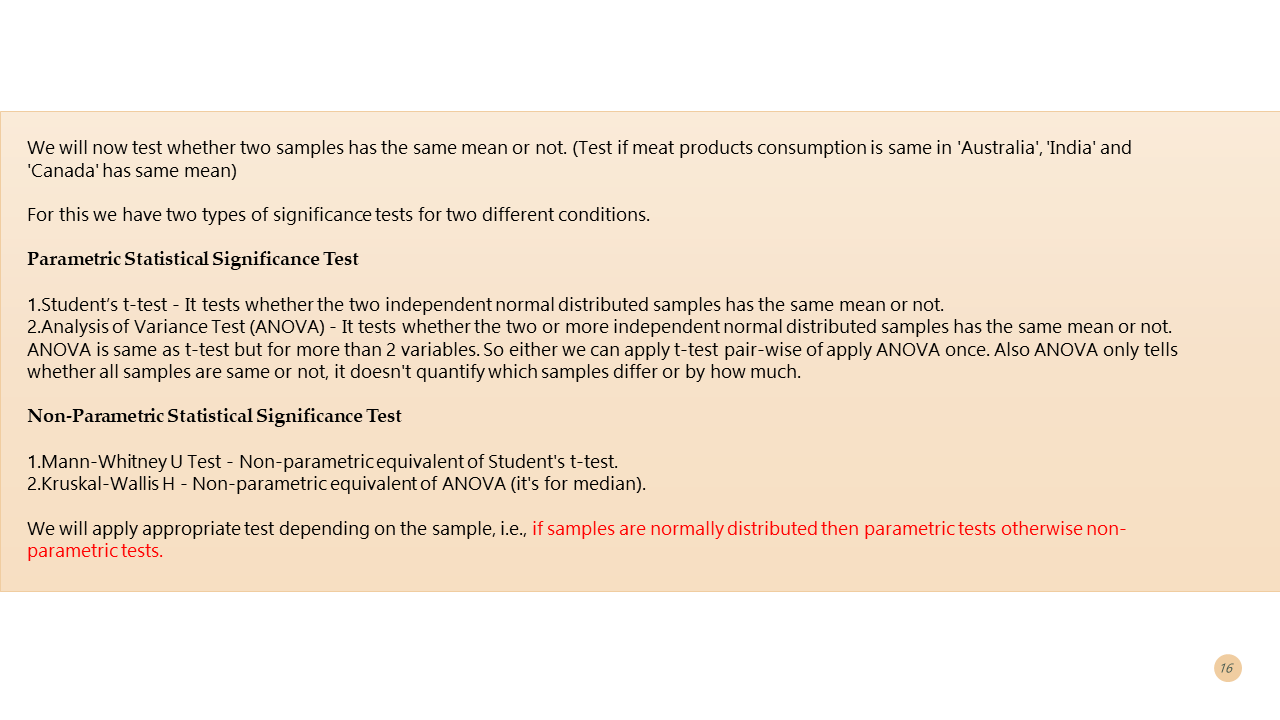 We will now test whether two samples has the same mean or not. (Test if meat products consumption is same in 'Australia', 'India' and
'Canada' has same mean)
For this we have two types of significance tests for two different conditions.
Parametric Statistical Significance Test
1.Student’s t-test - It tests whether the two independent normal distributed samples has the same mean or not.
2.Analysis of Variance Test (ANOVA) - It tests whether the two or more independent normal distributed samples has the same mean or not.
ANOVA is same as t-test but for more than 2 variables. So either we can apply t-test pair-wise of apply ANOVA once. Also ANOVA only tells
whether all samples are same or not, it doesn't quantify which samples differ or by how much.
Non-Parametric Statistical Significance Test
1.Mann-Whitney U Test - Non-parametric equivalent of Student's t-test.
2.Kruskal-Wallis H - Non-parametric equivalent of ANOVA (it's for median).
We will apply appropriate test depending on the sample, i.e., if samples are normally distributed then parametric tests otherwise non-
parametric tests.
16